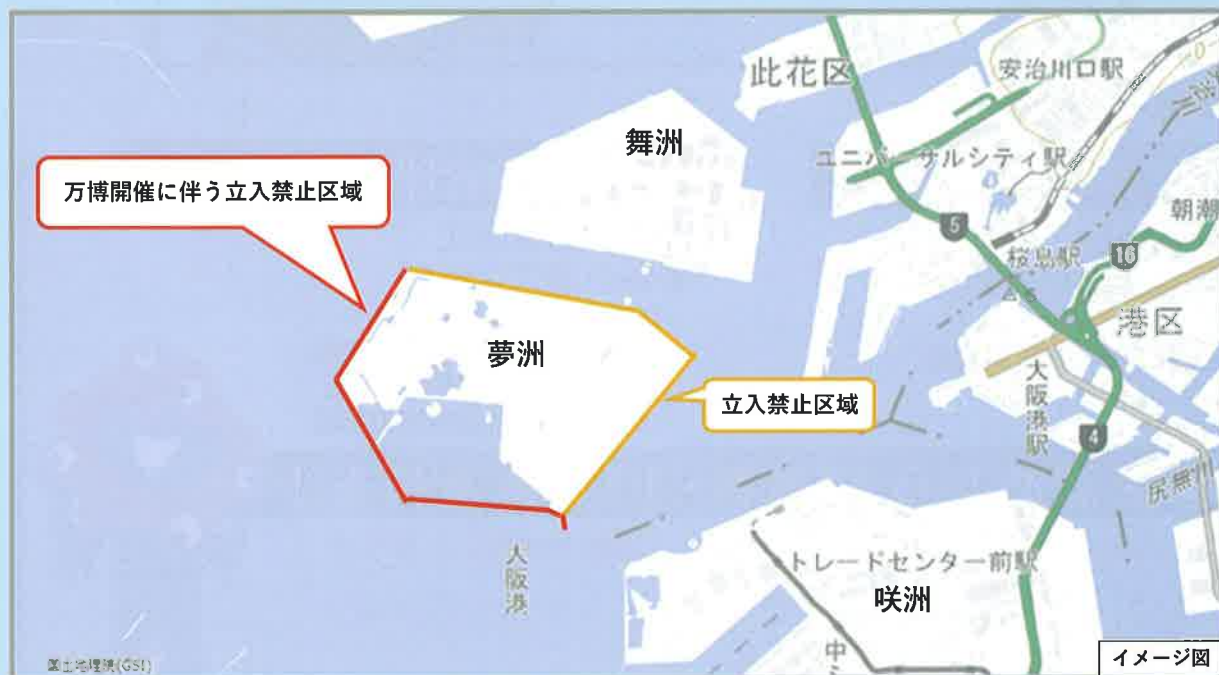 此花区
安治川口駅
舞洲
ユニバーサルシティ駅
万博開催に伴う立入禁止区域
朝潮
5
桜島駅
16
港区
夢洲
大阪港駅
立入禁止区域
4
尻無
大阪港
トレードセンター前駅
咲洲
中
国土地理院(GSI)
イメージ図